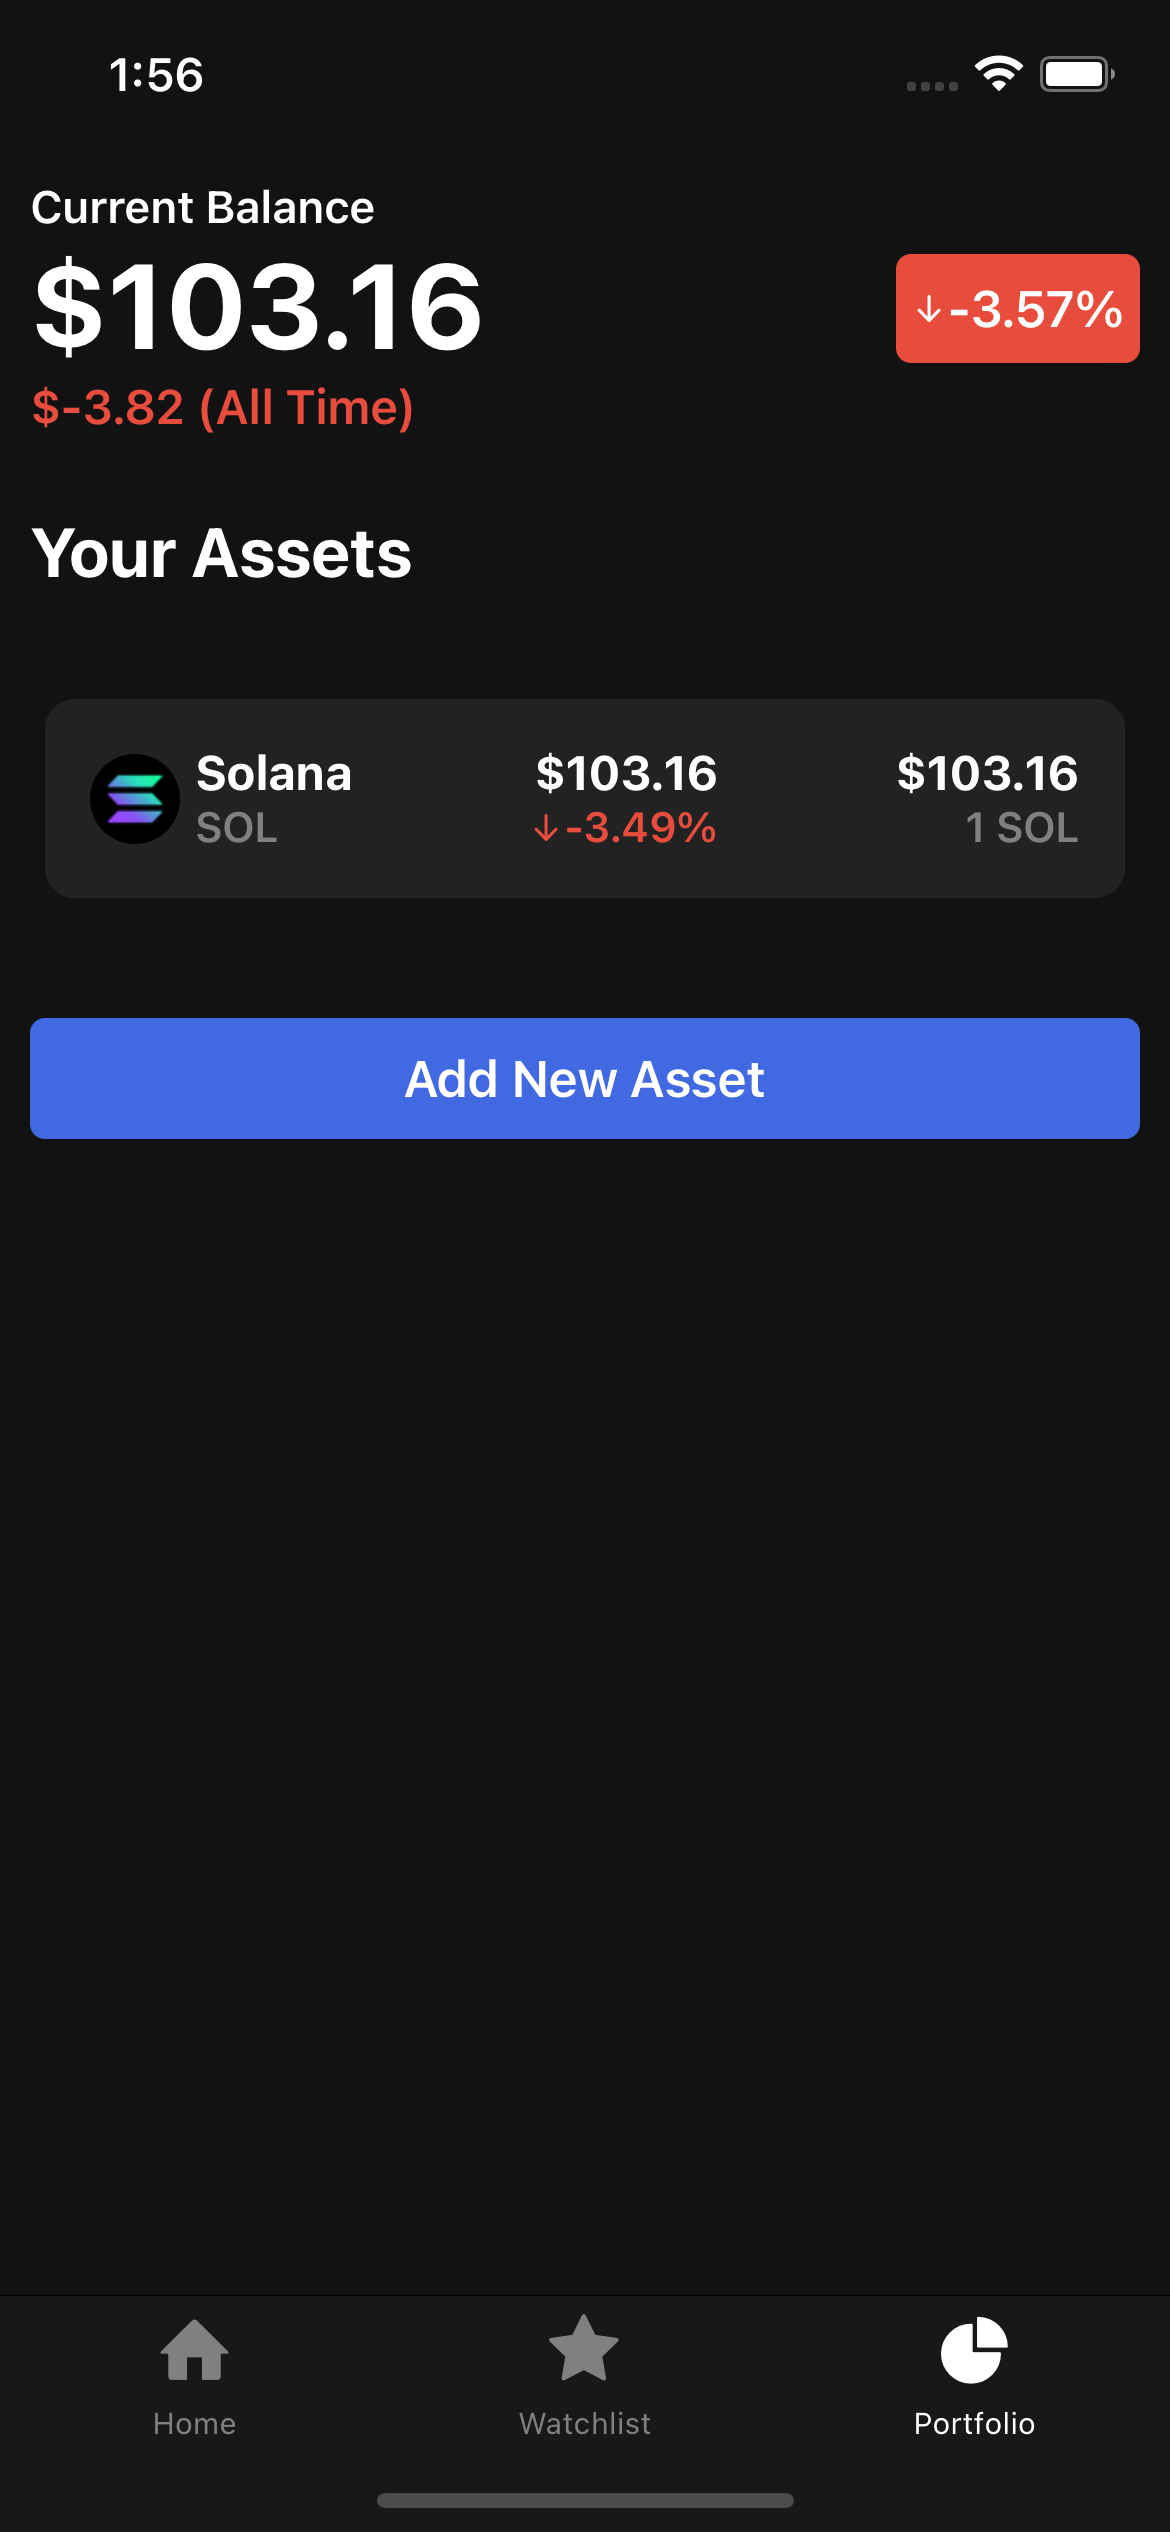 1:56
Current Balance
$103.16
↓-3.57%
$-3.82 (All Time)
Your Assets
Solana $103.16 $103.16
SOL ↓-3.49% 1 SOL
Add New Asset
Home Watchlist Portfolio